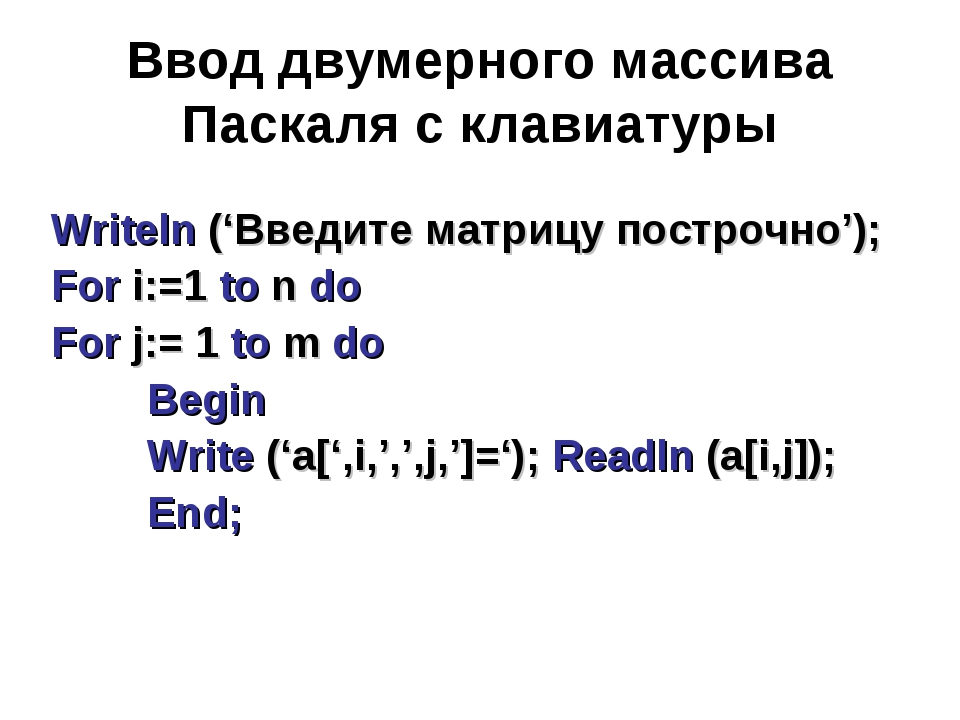 Ввод двумерного массива
Паскаля с клавиатуры
Writeln (‘Введите матрицу построчно’);
For i:=1 to n do
For j:= 1 to m do
Begin
Write (‘a[‘,i,’,’,j,’]=‘); Readln (a[i,j]);
End;